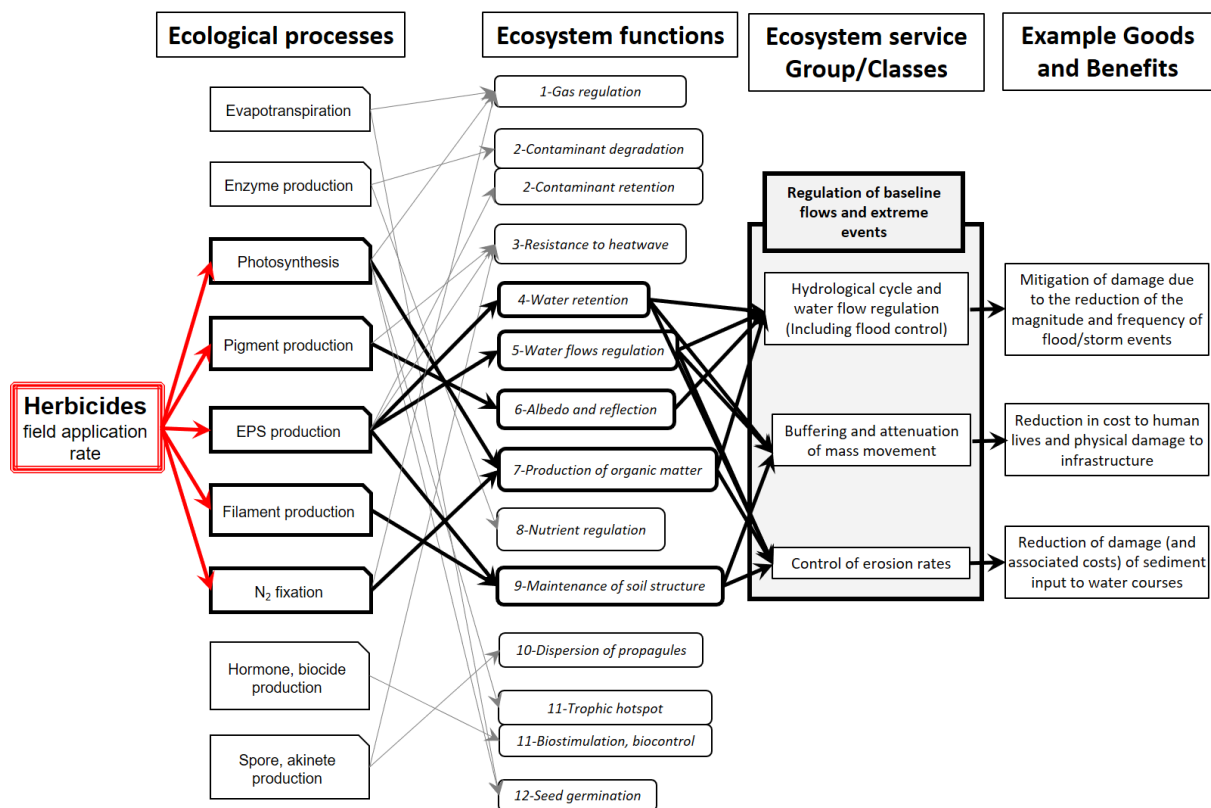 Ecological processes
Ecosystem functions
Ecosystem service
Group/Classes
Example Goods
and Benefits
Evapotranspiration
Enzyme production
Photosynthesis
Pigment production
EPS production
Filament production
N₂ fixation
Hormone, biocide
production
Spore, akinete
production
Herbicides
field application
rate
1-Gas regulation
2-Contaminant degradation
2-Contaminant retention
3-Resistance to heatwave
4-Water retention
5-Water flows regulation
6-Albedo and reflection
7-Production of organic matter
8-Nutrient regulation
9-Maintenance of soil structure
10-Dispersion of propagules
11-Trophic hotspot
11-Biostimulation, biocontrol
12-Seed germination
Regulation of baseline
flows and extreme
events
Hydrological cycle and
water flow regulation
(Including flood control)
Buffering and attenuation
of mass movement
Control of erosion rates
Mitigation of damage due
to the reduction of the
magnitude and frequency of
flood/storm events
Reduction in cost to human
lives and physical damage to
infrastructure
Reduction of damage (and
associated costs) of sediment
input to water courses